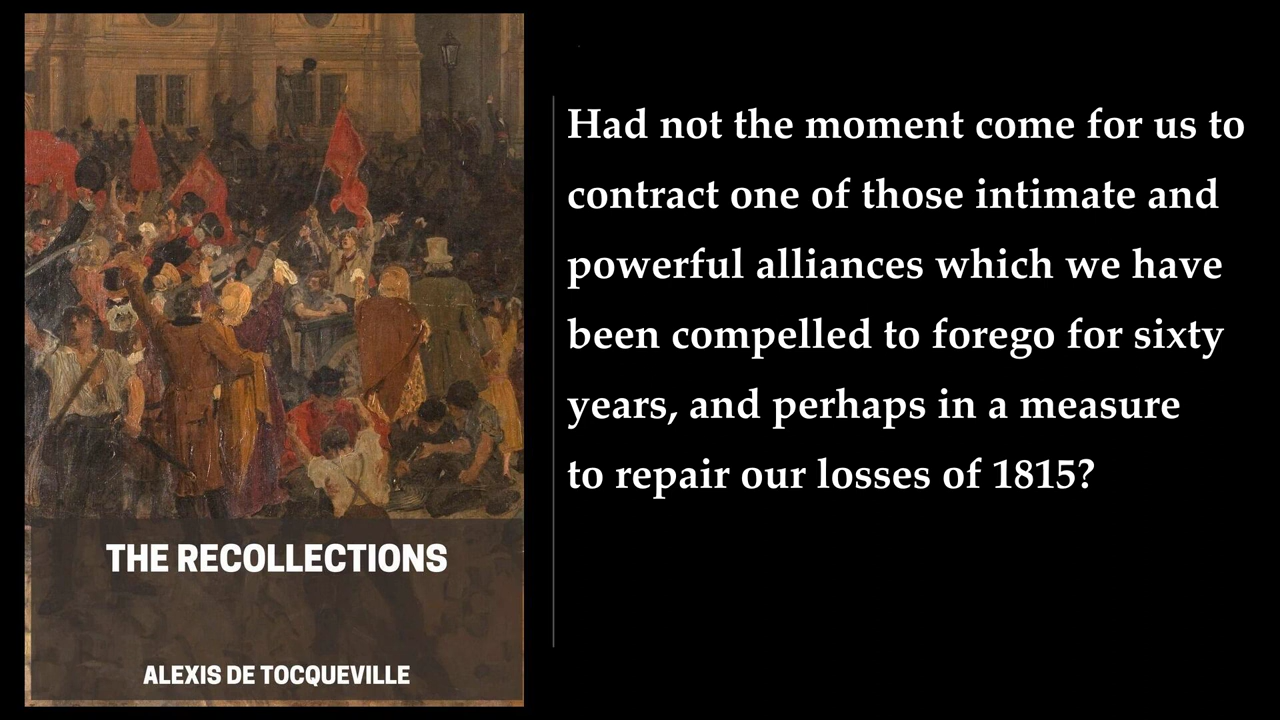 THE RECOLLECTIONS
ALEXIS DE TOCQUEVILLE
Had not the moment come for us to
contract one of those intimate and
powerful alliances which we have
been compelled to forego for sixty
years, and perhaps in a measure
to repair our losses of 1815?